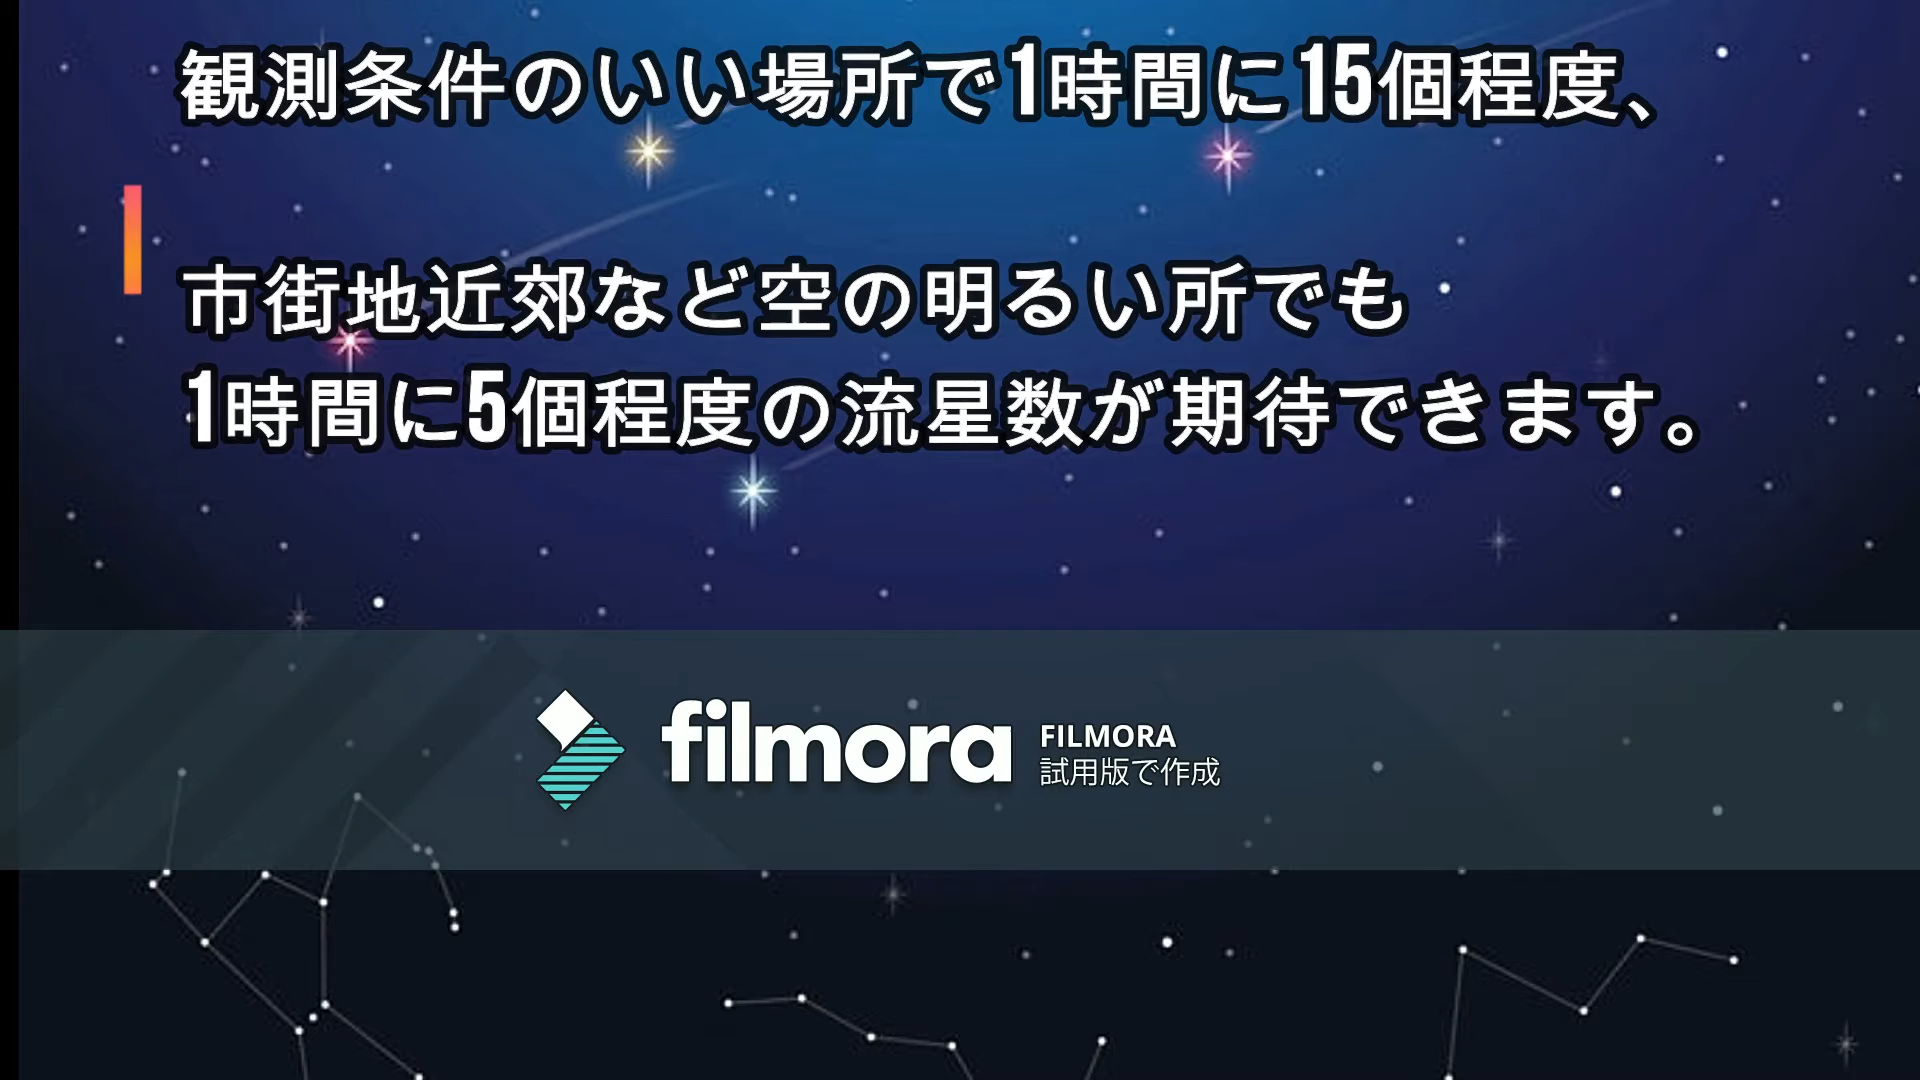 観測条件のいい場所で1時間に15個程度、
市街地近郊など空の明るい所でも
1時間に5個程度の流星数が期待できます。
filmora
FILMORA
試用版で作成